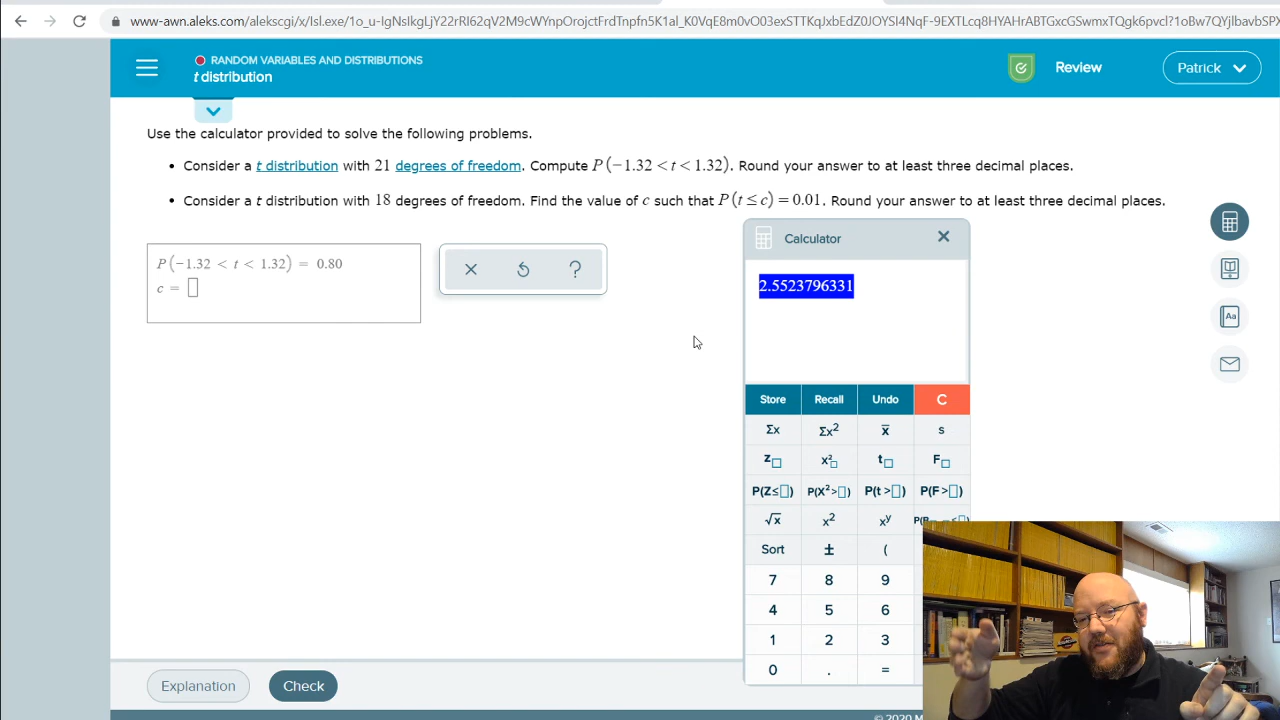 www-awn.aleks.com/alekscgi/x/Isl.exe/1o_u-IgNsIkgLjY22rRI62qV2M9cWYnpOrojctFrdTnpfn5K1al_K0VqE8m0vO03exSTTKtJxbEdZ0JOYSI4NqF-9EXTLcq8HYAHrABTGxcGSwmxTQgk6pvcl?1oBw7QYjlbavbSPX
RANDOM VARIABLES AND DISTRIBUTIONS
t distribution
Review
Patrick
Use the calculator provided to solve the following problems.
• Consider a t distribution with 21 degrees of freedom. Compute P(−1.32 < t < 1.32). Round your answer to at least three decimal places.
• Consider a t distribution with 18 degrees of freedom. Find the value of c such that P(t ≤ c) = 0.01. Round your answer to at least three decimal places.
P(−1.32 < t < 1.32) = 0.80
c = □
× ?
Calculator ×
2.5523796331
Store Recall Undo C
Σx Σx² x̄ s
z□ χ²□ t□ F□
P(Z≤□) P(X²>□) P(t >□) P(F >□)
√x x² xʸ
Sort ± (
7 8 9
4 5 6
1 2 3
0 . =
Aa
Explanation Check
© 2020 M